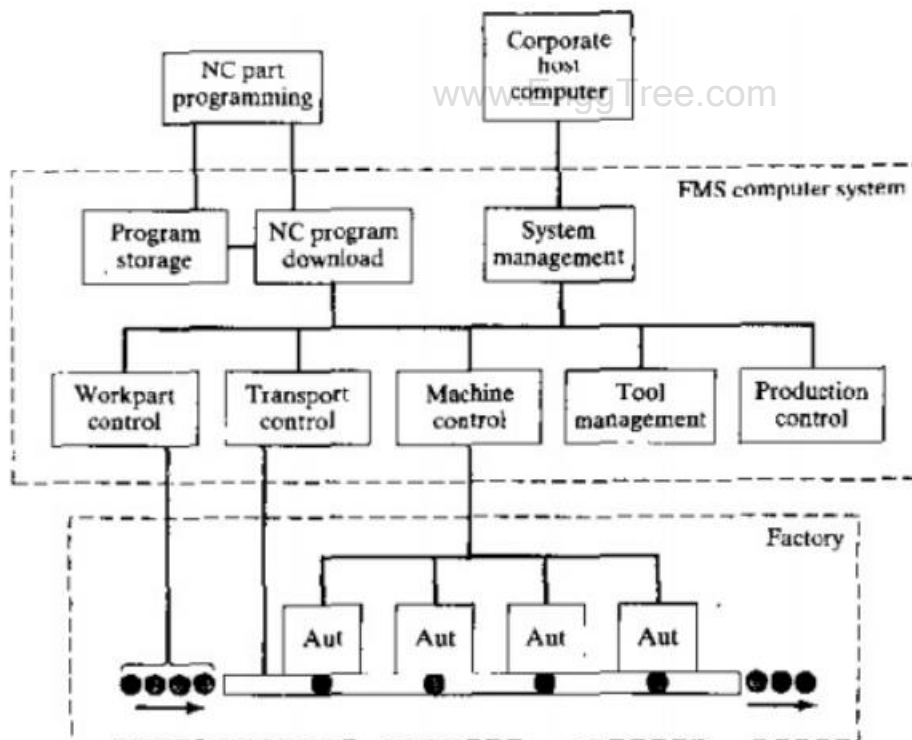 Corporate
host
computer
NC part
programming
www.EnggTree.com
FMS computer system
Program
storage
NC program
download
System
management
Workpart
control
Transport
control
Machine
control
Tool
management
Production
control
Factory
Aut
Aut
Aut
Aut